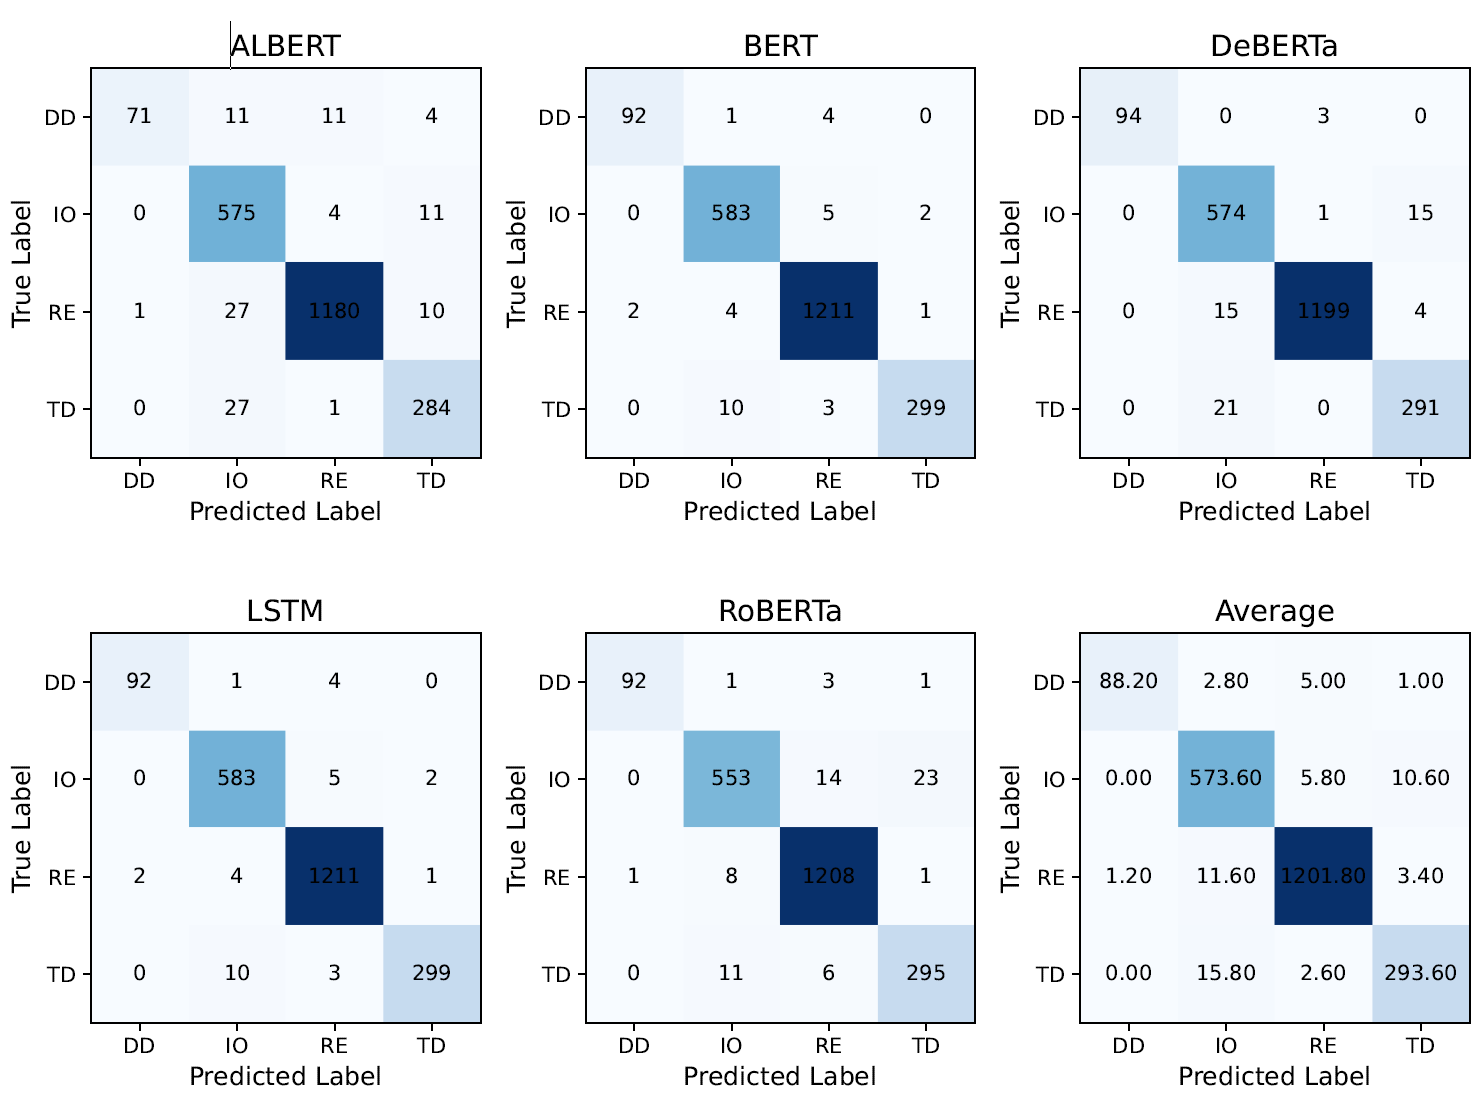 ALBERT
True Label
DD 71 11 11 4
IO 0 575 4 11
RE 1 27 1180 10
TD 0 27 1 284
DD IO RE TD
Predicted Label
BERT
True Label
DD 92 1 4 0
IO 0 583 5 2
RE 2 4 1211 1
TD 0 10 3 299
DD IO RE TD
Predicted Label
DeBERTa
True Label
DD 94 0 3 0
IO 0 574 1 15
RE 0 15 1199 4
TD 0 21 0 291
DD IO RE TD
Predicted Label
LSTM
True Label
DD 92 1 4 0
IO 0 583 5 2
RE 2 4 1211 1
TD 0 10 3 299
DD IO RE TD
Predicted Label
RoBERTa
True Label
DD 92 1 3 1
IO 0 553 14 23
RE 1 8 1208 1
TD 0 11 6 295
DD IO RE TD
Predicted Label
Average
True Label
DD 88.20 2.80 5.00 1.00
IO 0.00 573.60 5.80 10.60
RE 1.20 11.60 1201.80 3.40
TD 0.00 15.80 2.60 293.60
DD IO RE TD
Predicted Label